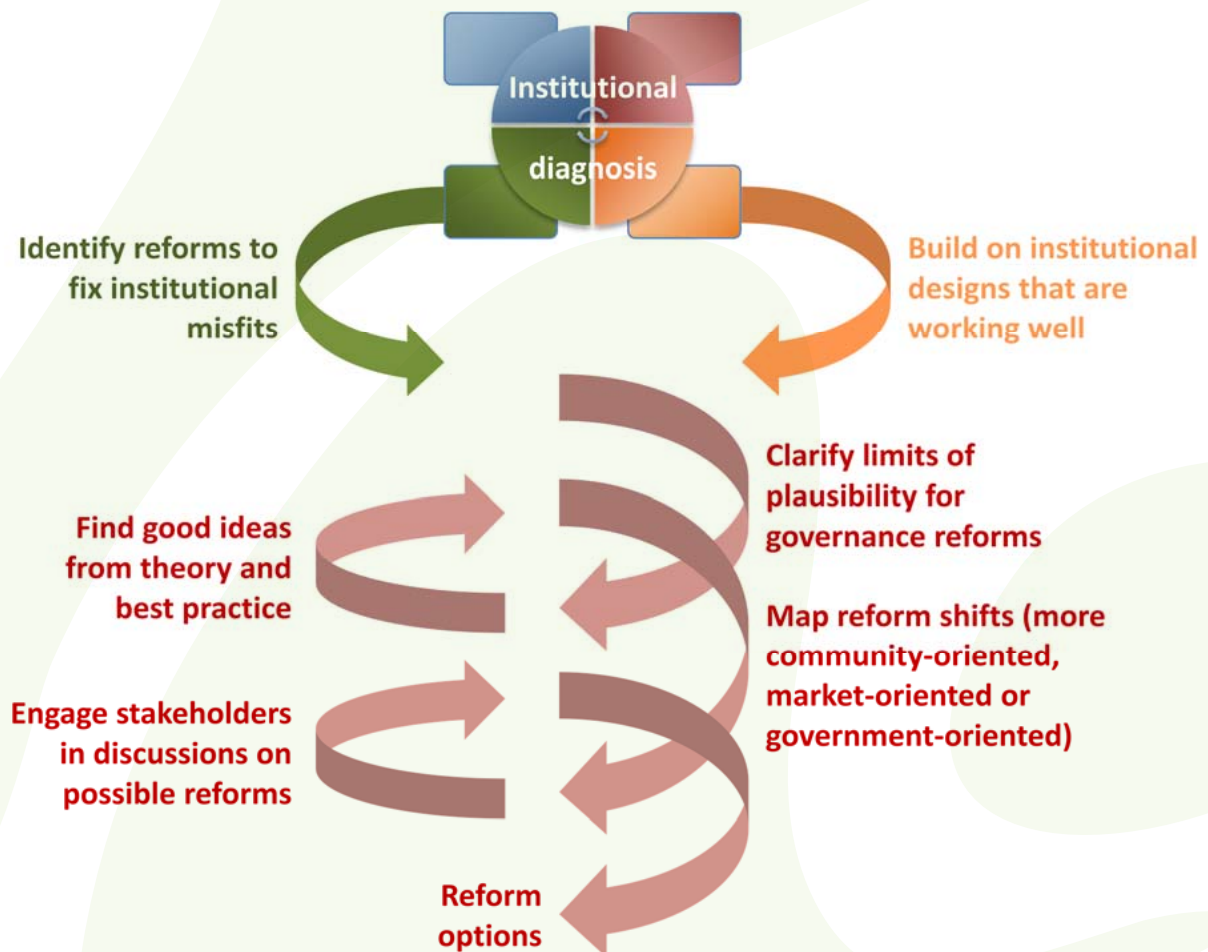 Institutional
diagnosis
Identify reforms to
fix institutional
misfits
Build on institutional
designs that are
working well
Clarify limits of
plausibility for
governance reforms
Find good ideas
from theory and
best practice
Map reform shifts (more
community-oriented,
market-oriented or
government-oriented)
Engage stakeholders
in discussions on
possible reforms
Reform
options